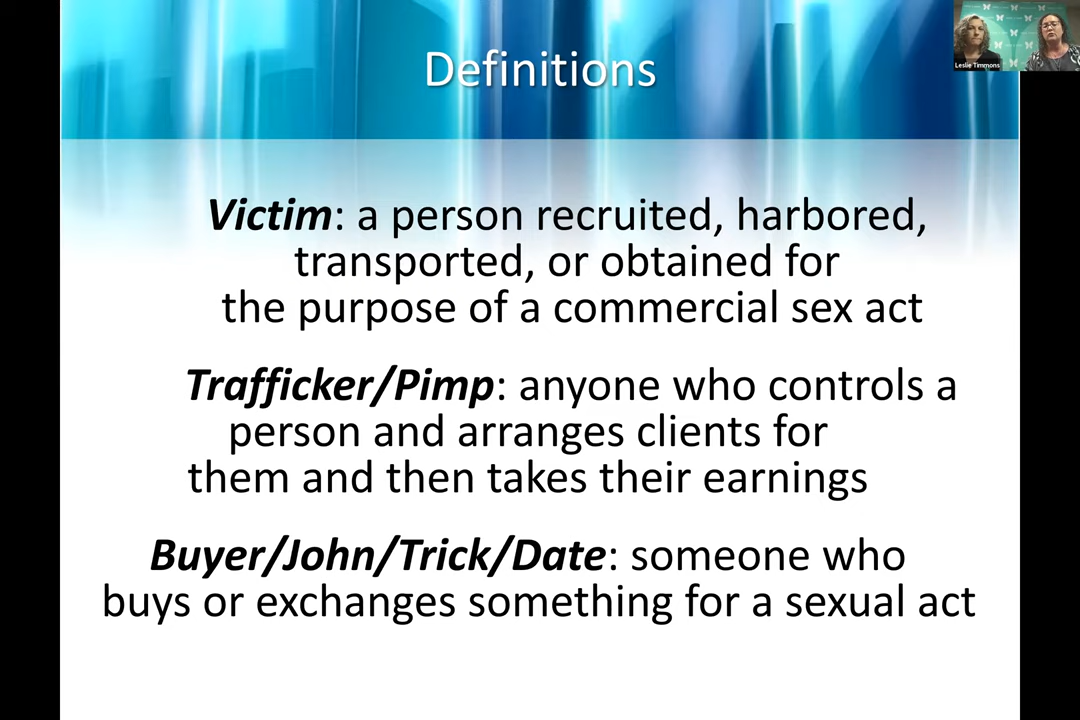 Definitions
Leslie Timmons
Victim: a person recruited, harbored,
transported, or obtained for
the purpose of a commercial sex act
Trafficker/Pimp: anyone who controls a
person and arranges clients for
them and then takes their earnings
Buyer/John/Trick/Date: someone who
buys or exchanges something for a sexual act